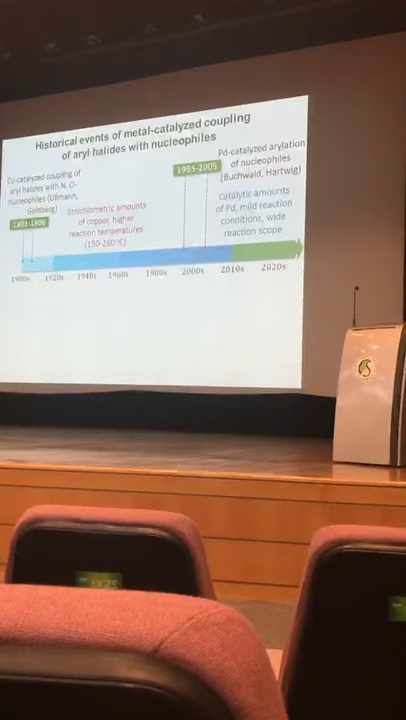 Historical events of metal-catalyzed coupling
of aryl halides with nucleophiles
Cu-catalyzed coupling of
aryl halides with N, O-
nucleophiles (Ullmann,
Goldberg)
1901-1906
Stoichiometric amounts
of copper, higher
reaction temperatures
(150-260 °C)
1995-2005
Pd-catalyzed arylation
of nucleophiles
(Buchwald, Hartwig)
Catalytic amounts
of Pd, mild reaction
conditions, wide
reaction scope
1900s 1920s 1940s 1960s 1980s 2000s 2010s 2020s